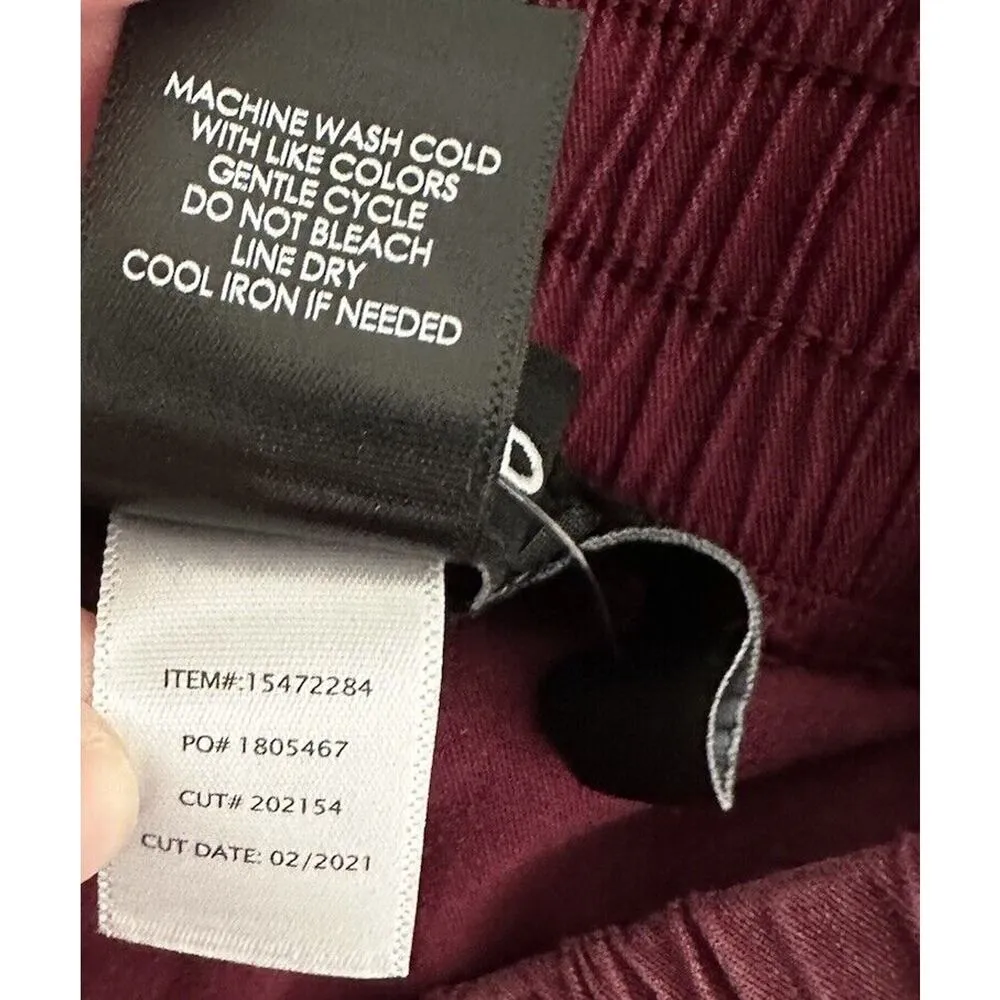 MACHINE WASH COLD
WITH LIKE COLORS
GENTLE CYCLE
DO NOT BLEACH
LINE DRY
COOL IRON IF NEEDED
D
ITEM#:15472284
PO# 1805467
CUT# 202154
CUT DATE: 02/2021